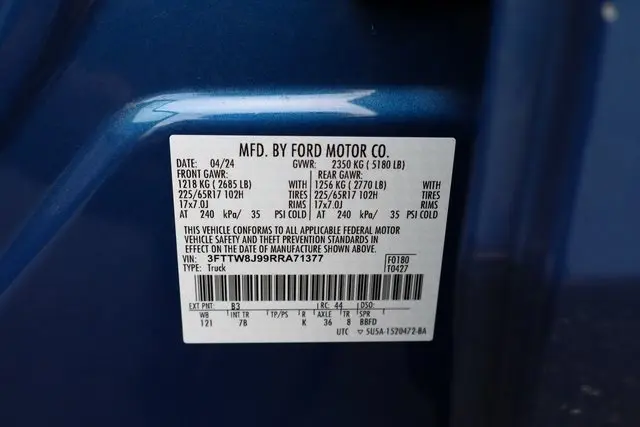 MFD. BY FORD MOTOR CO.
DATE: 04/24 GVWR: 2350 KG ( 5180 LB)
FRONT GAWR: REAR GAWR:
1218 KG ( 2685 LB) WITH 1256 KG ( 2770 LB) WITH
225/65R17 102H TIRES 225/65R17 102H TIRES
17x7.0J RIMS 17x7.0J RIMS
AT 240 kPa/ 35 PSI COLD AT 240 kPa/ 35 PSI COLD
THIS VEHICLE CONFORMS TO ALL APPLICABLE FEDERAL MOTOR
VEHICLE SAFETY AND THEFT PREVENTION STANDARDS IN
EFFECT ON THE DATE OF MANUFACTURE SHOWN ABOVE.
VIN: 3FTTW8J99RRA71377 F0180
TYPE: Truck T0427
EXT PNT: B3 RC: 44 DSO:
WB INT TR TP/PS R AXLE TR SPR
121 7B K 36 8 BBFD
UTC 5U5A-1520472-BA